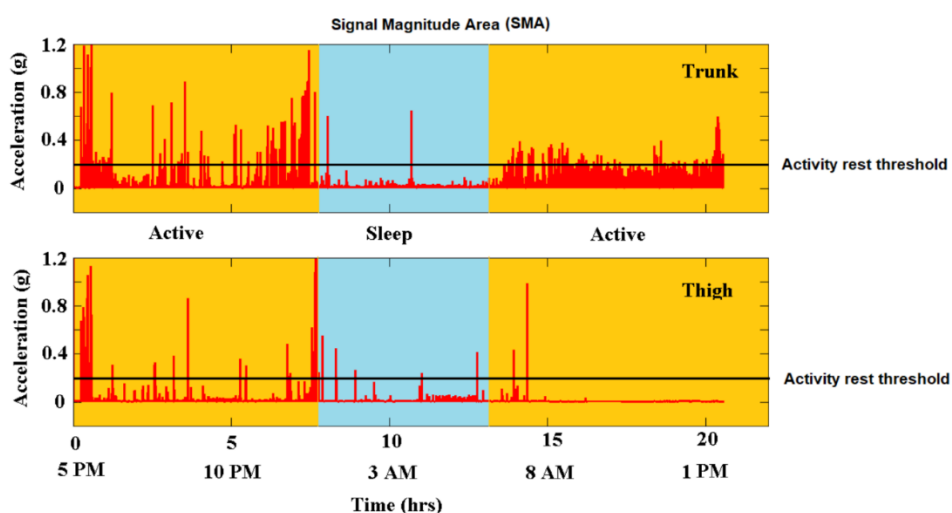 Signal Magnitude Area (SMA)
Acceleration (g)
1.2
0.8
0.4
0
Trunk
Activity rest threshold
Active
Sleep
Active
Acceleration (g)
1.2
0.8
0.4
0
Thigh
Activity rest threshold
0 5 10 15 20
5 PM 10 PM 3 AM 8 AM 1 PM
Time (hrs)